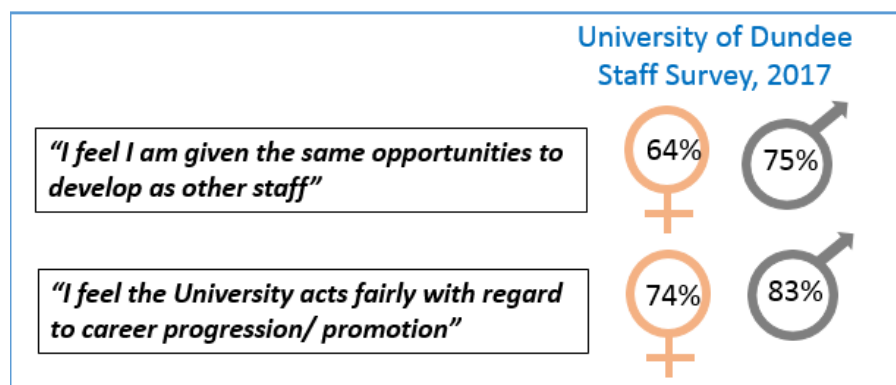 University of Dundee
Staff Survey, 2017
“I feel I am given the same opportunities to
develop as other staff”
64%
75%
“I feel the University acts fairly with regard
to career progression/ promotion”
74%
83%